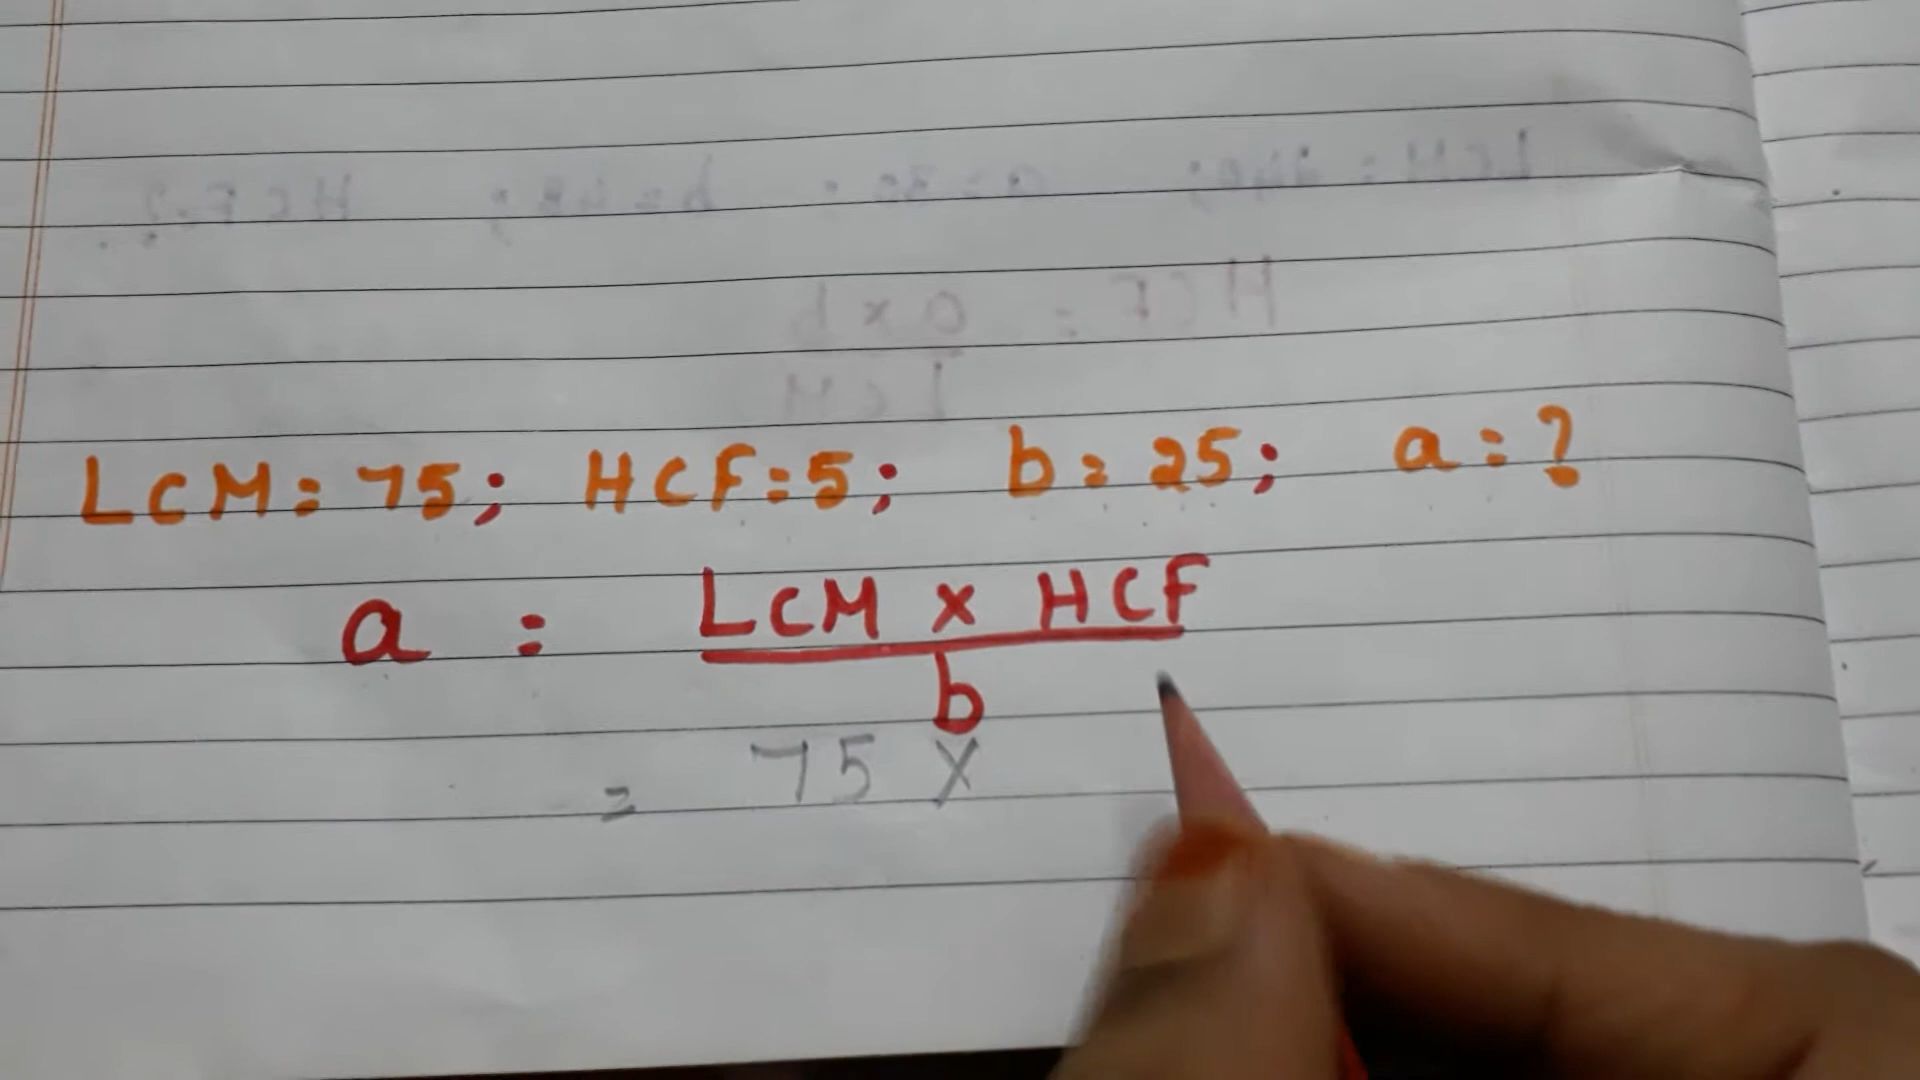 LCM = 75; HCF = 5; b = 25; a = ?
a = LCM x HCF
b
= 75 x